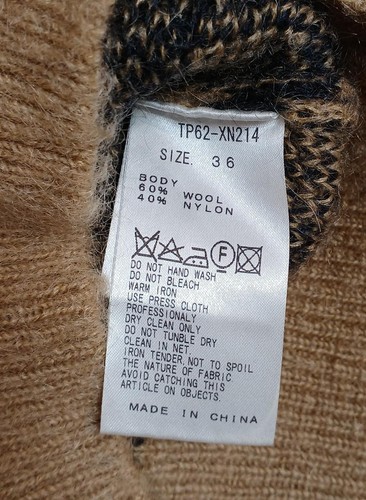 TP62-XN214
SIZE. 36
BODY
60% WOOL
40% NYLON
F
DO NOT HAND WASH
DO NOT BLEACH
WARM IRON
USE PRESS CLOTH
PROFESSIONALY
DRY CLEAN ONLY
DO NOT TUNBLE DRY
CLEAN IN NET.
IRON TENDER,NOT TO SPOIL
THE NATURE OF FABRIC.
AVOID CATCHING THIS
ARTICLE ON OBJECTS.
MADE IN CHINA